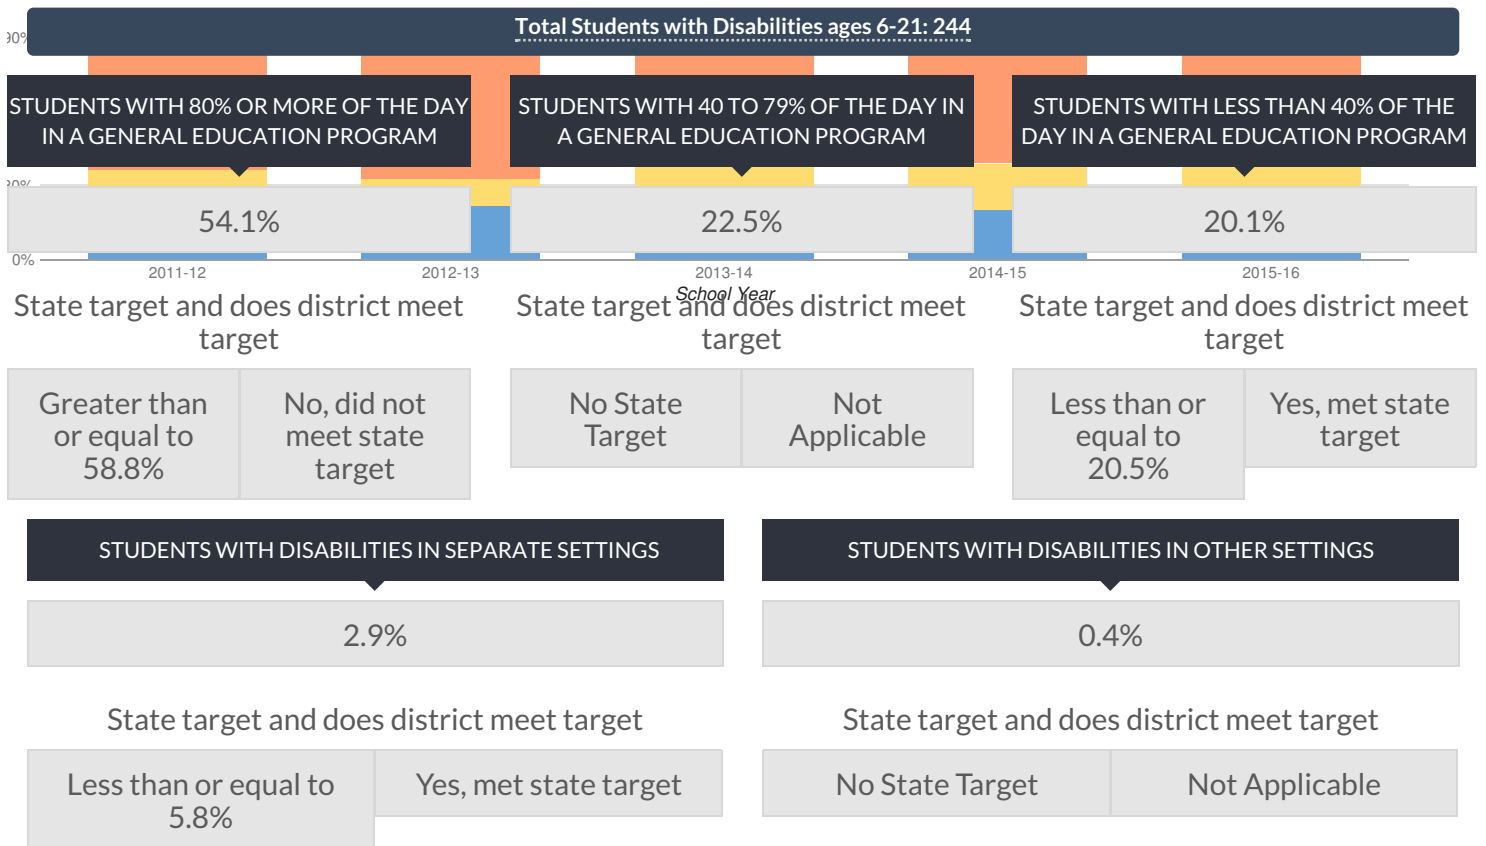 Total Students with Disabilities ages 6-21: 244
90%
STUDENTS WITH 80% OR MORE OF THE DAY
IN A GENERAL EDUCATION PROGRAM
STUDENTS WITH 40 TO 79% OF THE DAY IN
A GENERAL EDUCATION PROGRAM
STUDENTS WITH LESS THAN 40% OF THE
DAY IN A GENERAL EDUCATION PROGRAM
54.1%
22.5%
20.1%
0%
2011-12
2012-13
2013-14
2014-15
2015-16
School Year
State target and does district meet
target
State target and does district meet
target
State target and does district meet
target
Greater than
or equal to
58.8%
No, did not
meet state
target
No State
Target
Not
Applicable
Less than or
equal to
20.5%
Yes, met state
target
STUDENTS WITH DISABILITIES IN SEPARATE SETTINGS
STUDENTS WITH DISABILITIES IN OTHER SETTINGS
2.9%
0.4%
State target and does district meet target
State target and does district meet target
Less than or equal to
5.8%
Yes, met state target
No State Target
Not Applicable